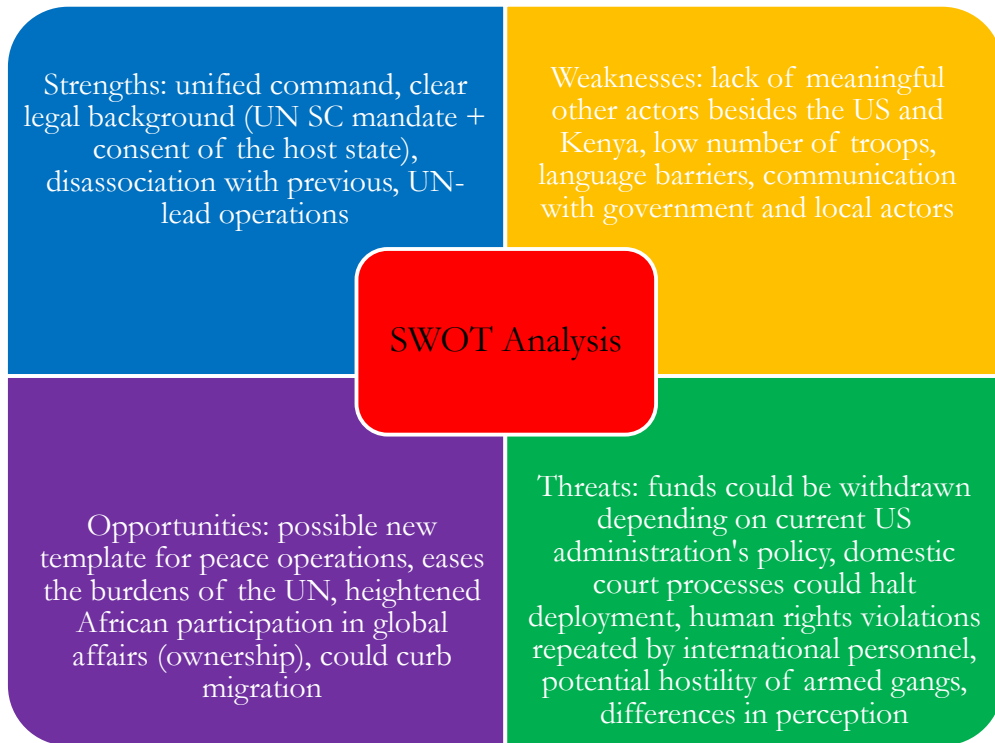 Strengths: unified command, clear
legal background (UN SC mandate +
consent of the host state),
disassociation with previous, UN-
lead operations
Weaknesses: lack of meaningful
other actors besides the US and
Kenya, low number of troops,
language barriers, communication
with government and local actors
SWOT Analysis
Opportunities: possible new
template for peace operations, eases
the burdens of the UN, heightened
African participation in global
affairs (ownership), could curb
migration
Threats: funds could be withdrawn
depending on current US
administration's policy, domestic
court processes could halt
deployment, human rights violations
repeated by international personnel,
potential hostility of armed gangs,
differences in perception